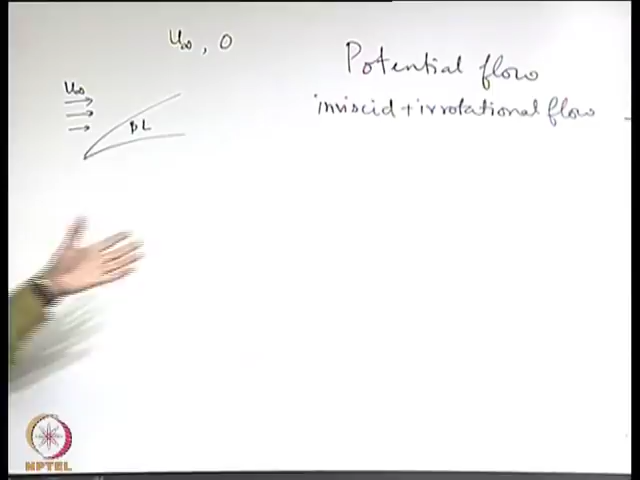 U∞, 0
Potential flow
U∞
inviscid + irrotational flow
BL
NPTEL